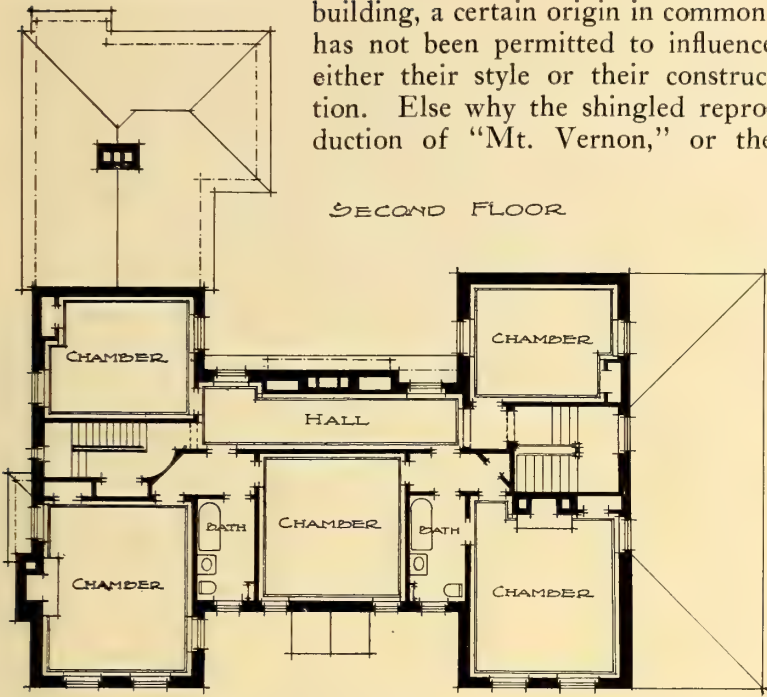 building, a certain origin in common
has not been permitted to influence
either their style or their construc
tion. Else why the shingled repro
duction of “Mt. Vernon,” or the
SECOND FLOOR
CHAMBER
CHAMBER
HALL
BATH
CHAMBER
BATH
CHAMBER
CHAMBER